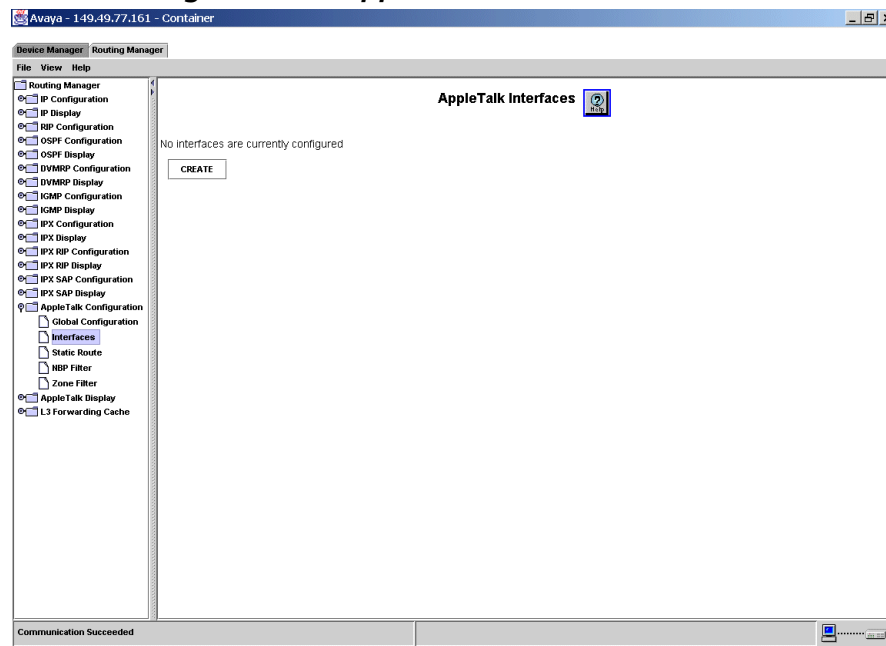 Avaya - 149.49.77.161 - Container
Device Manager Routing Manager
File View Help
Routing Manager
IP Configuration
IP Display
RIP Configuration
OSPF Configuration
OSPF Display
DVMRP Configuration
DVMRP Display
IGMP Configuration
IGMP Display
IPX Configuration
IPX Display
IPX RIP Configuration
IPX RIP Display
IPX SAP Configuration
IPX SAP Display
AppleTalk Configuration
Global Configuration
Interfaces
Static Route
NBP Filter
Zone Filter
AppleTalk Display
L3 Forwarding Cache
AppleTalk Interfaces
Help
No interfaces are currently configured
CREATE
Communication Succeeded